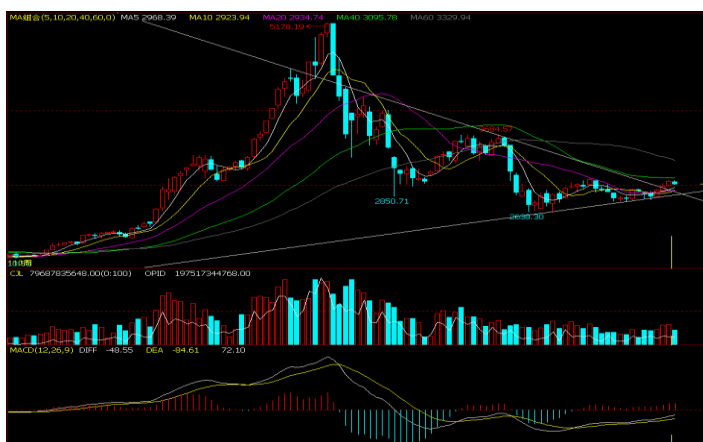 MA组合(5,10,20,40,60,0) MA5 2968.39 MA10 2923.94 MA20 2934.74 MA40 3095.78 MA60 3329.94
5178.19
2850.71
2638.30
CJL 79687835648.00(0:100) OPID 197517344768.00
MACD(12,26,9) DIFF -48.55 DEA -84.61 72.10